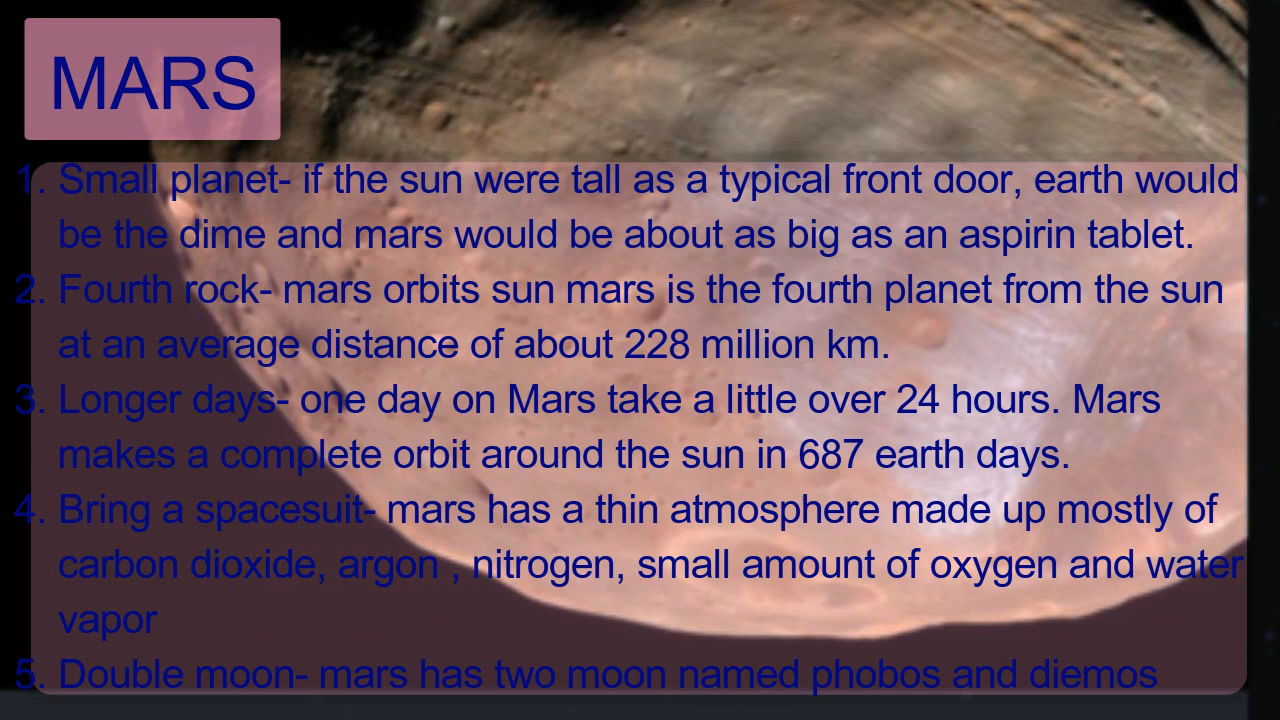 MARS
1. Small planet- if the sun were tall as a typical front door, earth would
be the dime and mars would be about as big as an aspirin tablet.
2. Fourth rock- mars orbits sun mars is the fourth planet from the sun
at an average distance of about 228 million km.
3. Longer days- one day on Mars take a little over 24 hours. Mars
makes a complete orbit around the sun in 687 earth days.
4. Bring a spacesuit- mars has a thin atmosphere made up mostly of
carbon dioxide, argon , nitrogen, small amount of oxygen and water
vapor
5. Double moon- mars has two moon named phobos and diemos